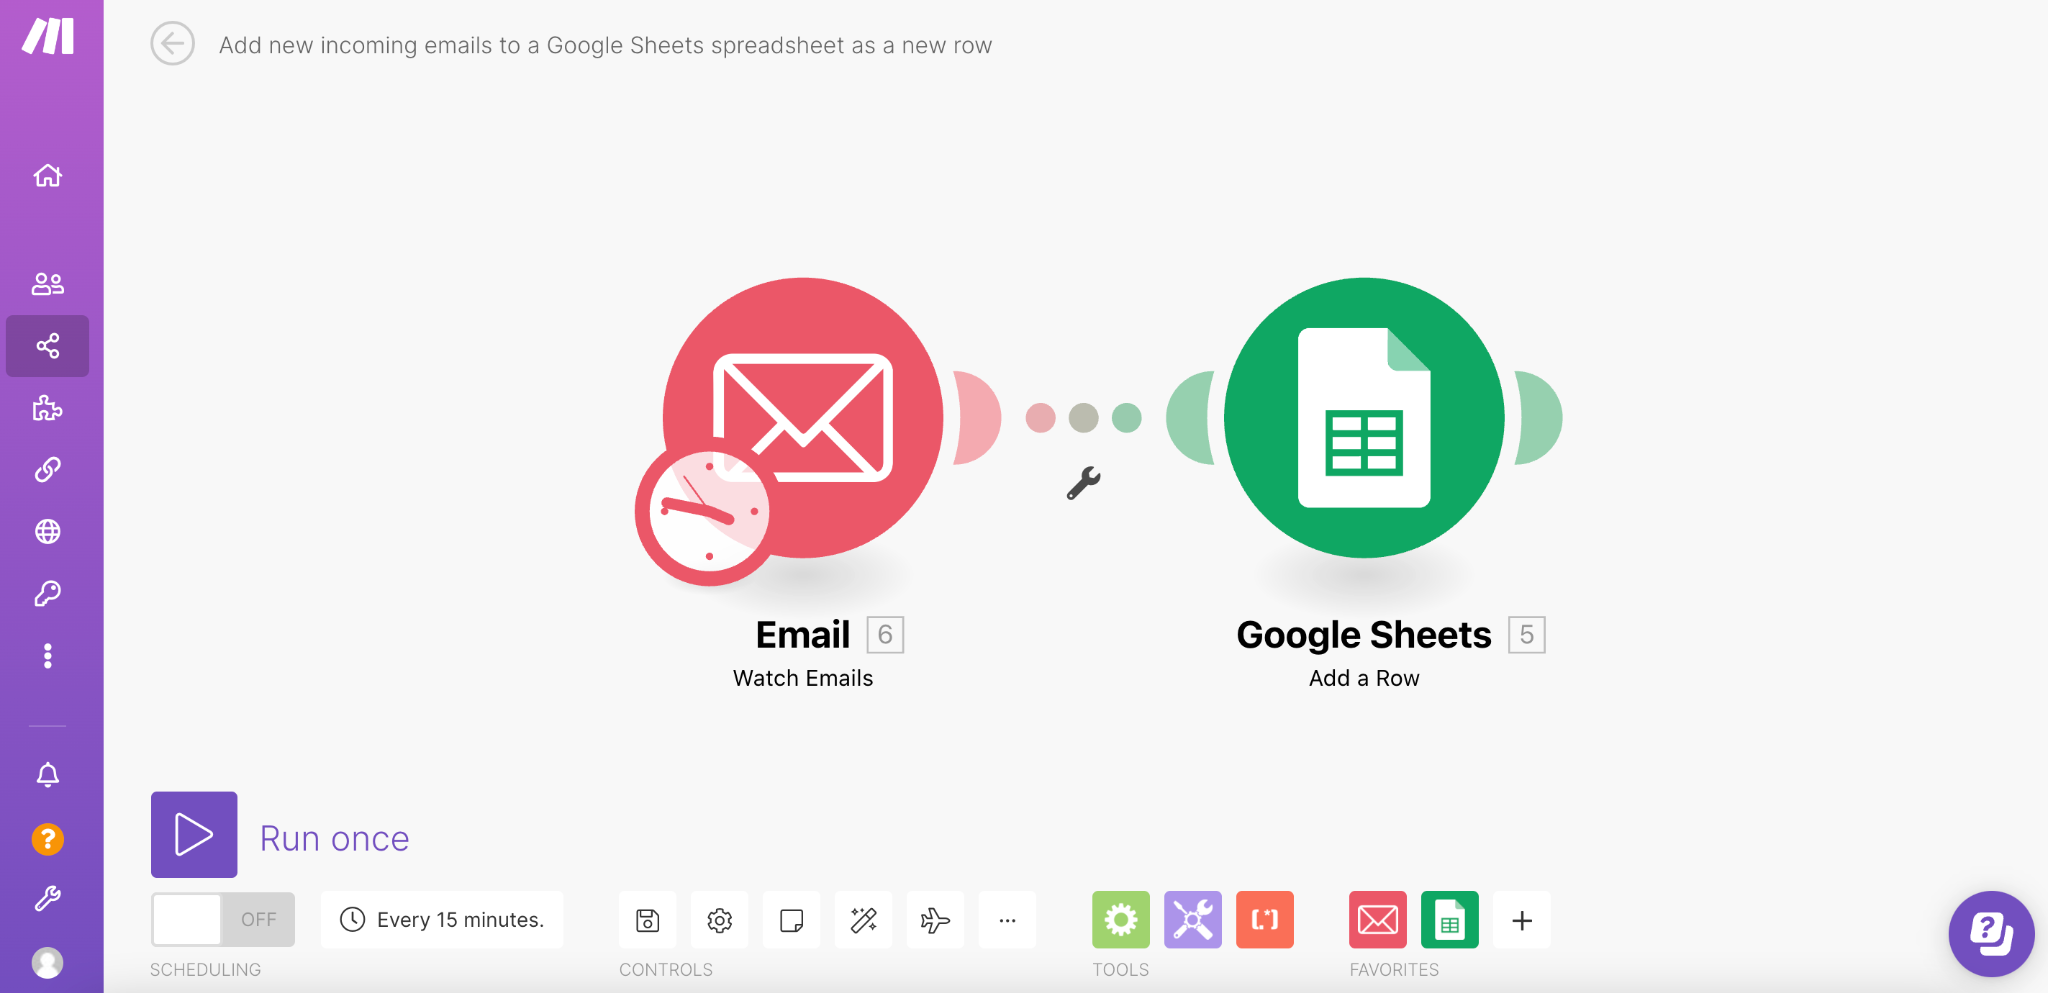 Add new incoming emails to a Google Sheets spreadsheet as a new row
Email 6
Watch Emails
Google Sheets 5
Add a Row
Run once
OFF
Every 15 minutes.
[.*]
SCHEDULING
CONTROLS
TOOLS
FAVORITES